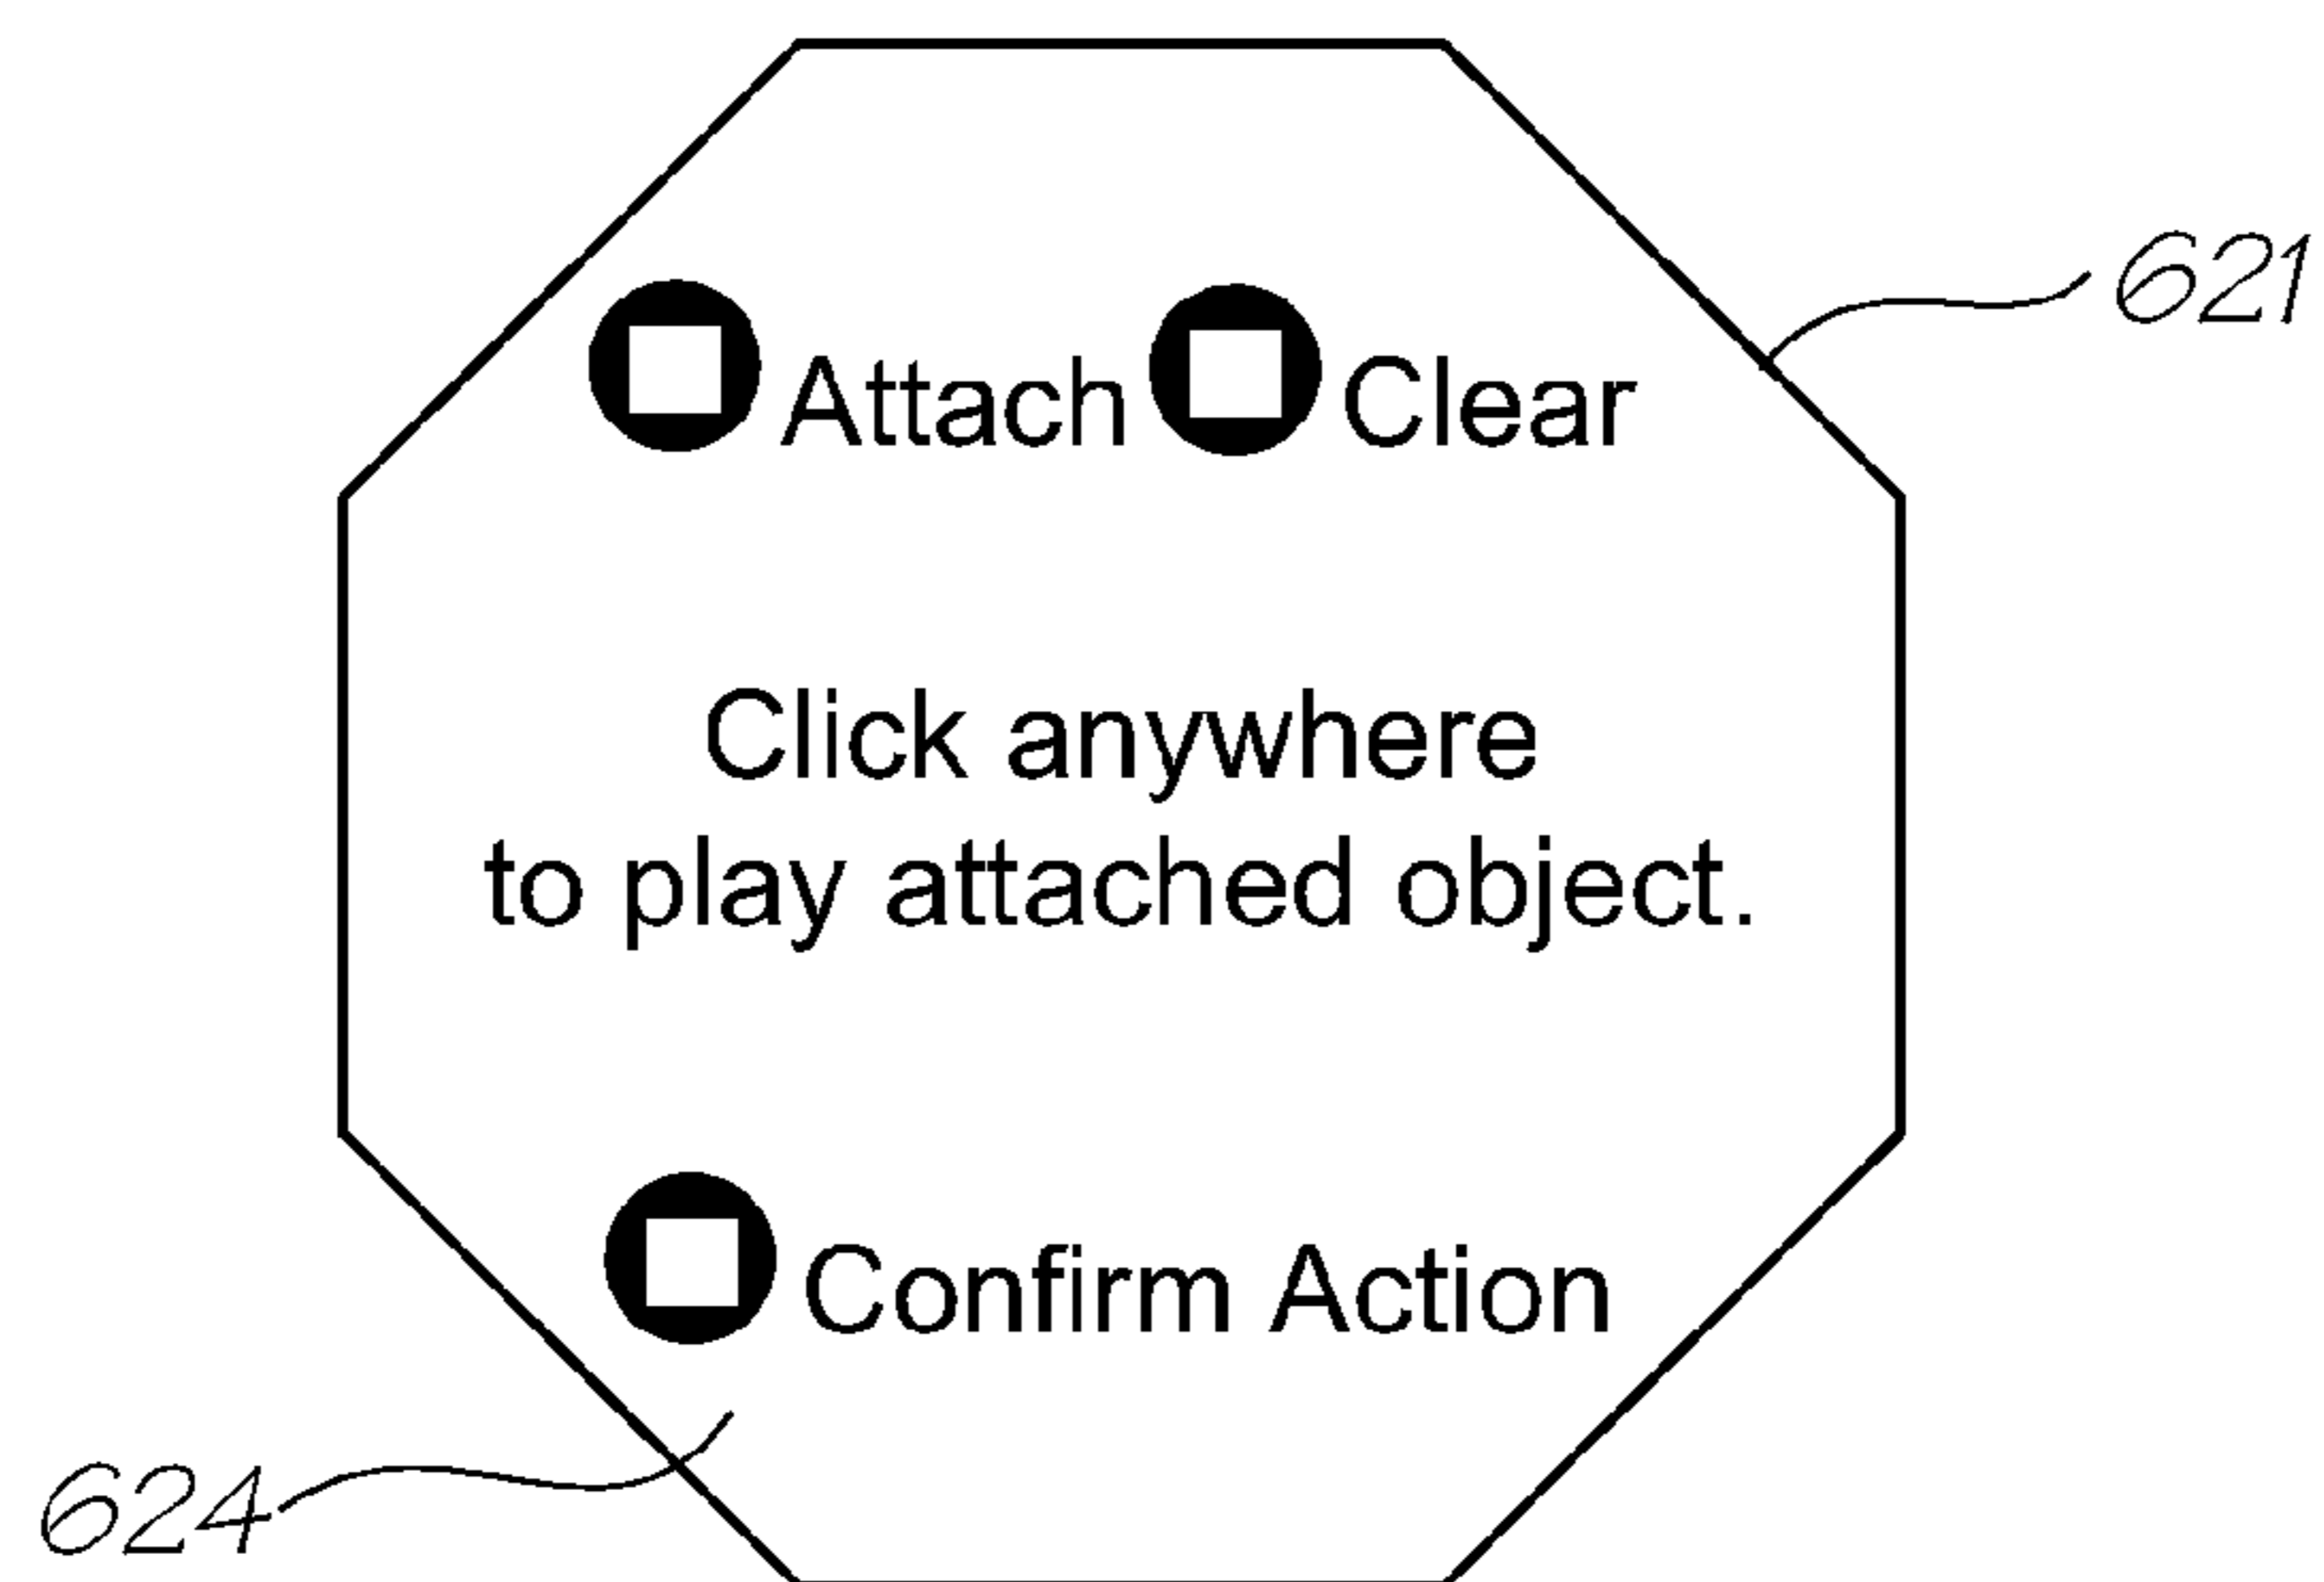 621
Attach Clear
Click anywhere
to play attached object.
Confirm Action
624